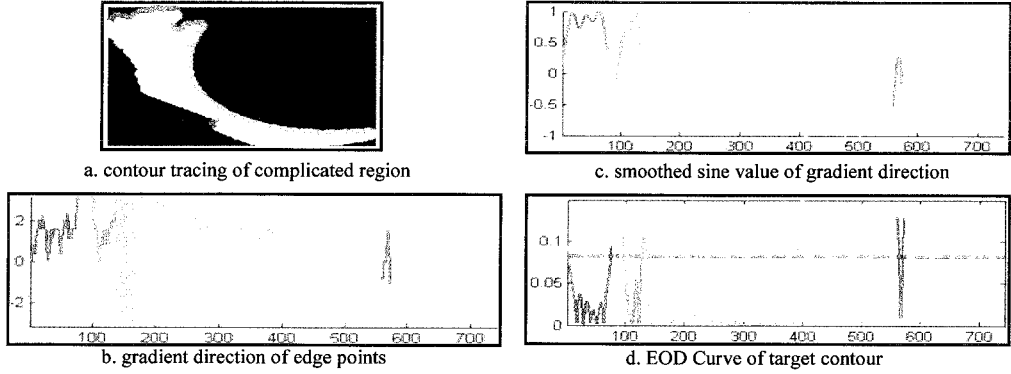 a. contour tracing of complicated region
1
0.5
0
-0.5
-1
100 200 300 400 500 600 700
c. smoothed sine value of gradient direction
2
0
-2
100 200 300 400 500 600 700
b. gradient direction of edge points
0.1
0.05
0
100 200 300 400 500 600 700
d. EOD Curve of target contour